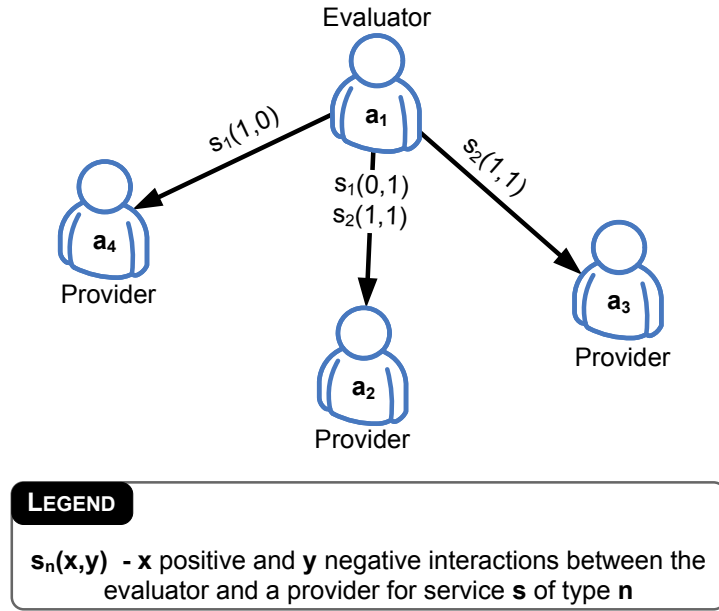 Evaluator
a₁
s₁(1,0)
s₂(1,1)
s₁(0,1)
s₂(1,1)
a₄
Provider
a₃
Provider
a₂
Provider
LEGEND
sₙ(x,y) - x positive and y negative interactions between the
evaluator and a provider for service s of type n